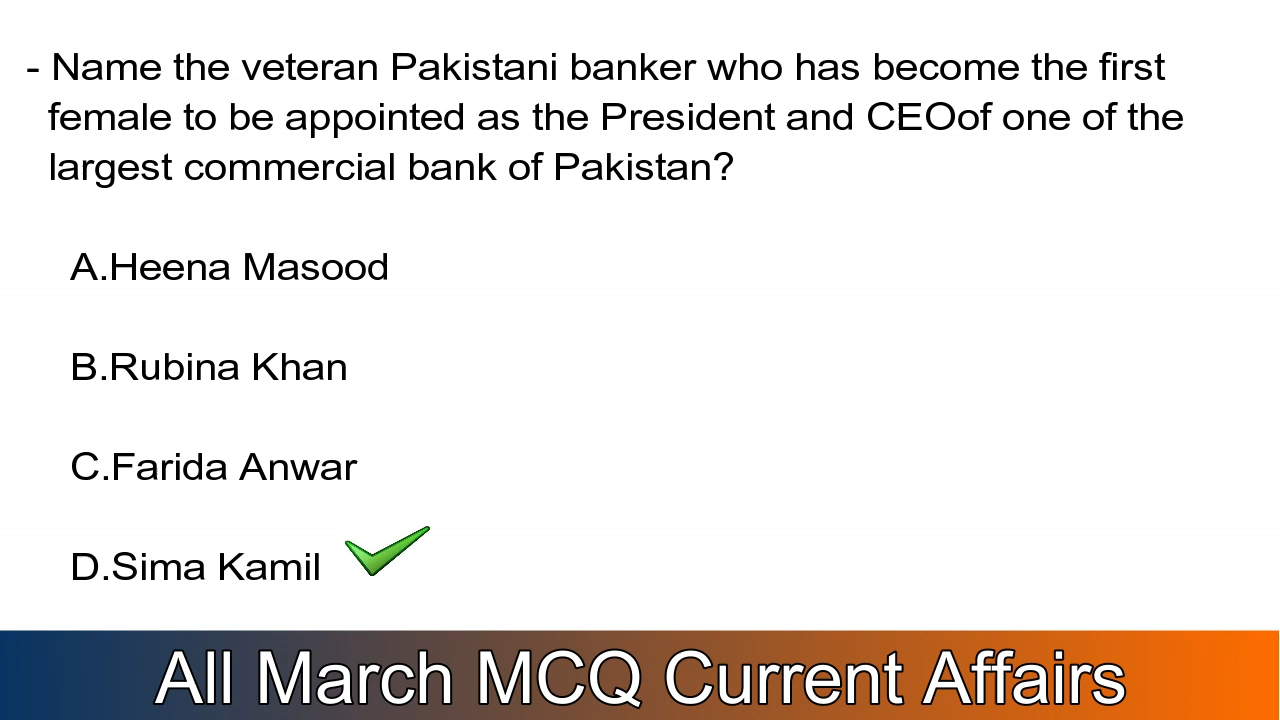 - Name the veteran Pakistani banker who has become the first
female to be appointed as the President and CEOof one of the
largest commercial bank of Pakistan?
A.Heena Masood
B.Rubina Khan
C.Farida Anwar
D.Sima Kamil
All March MCQ Current Affairs